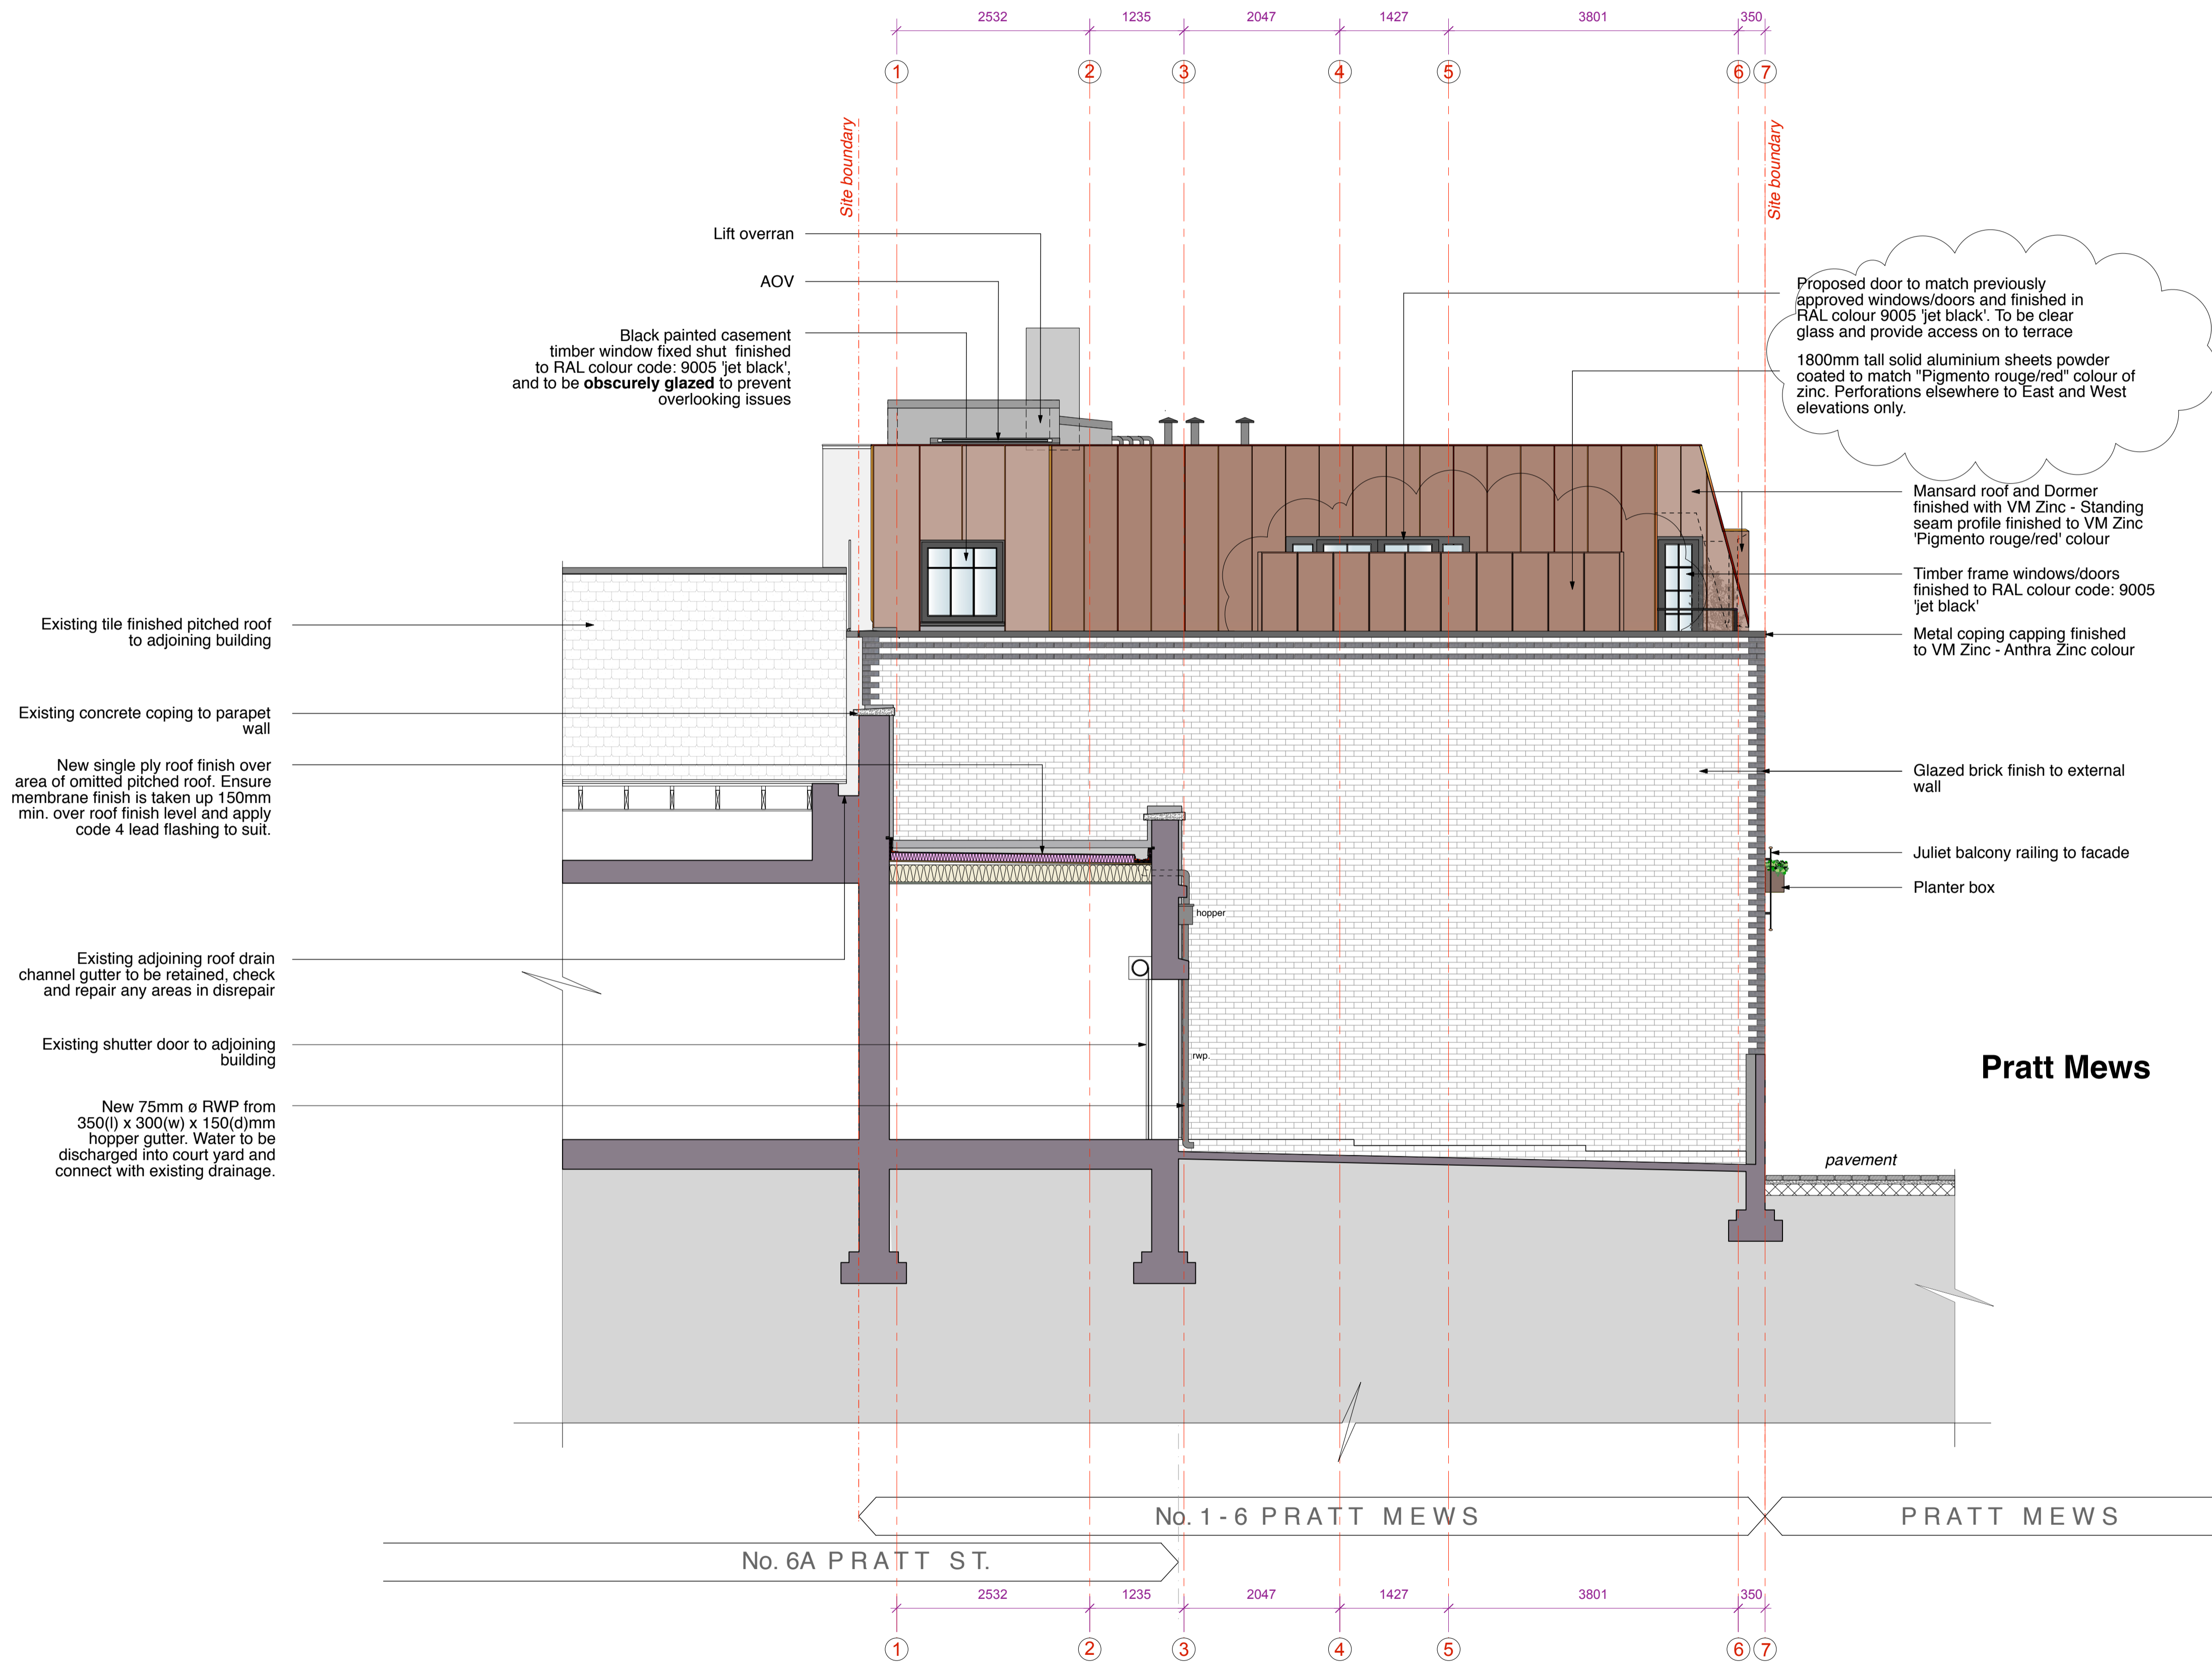 2532 1235 2047 1427 3801 350
1 2 3 4 5 6 7
Site boundary
Site boundary
Lift overran
AOV
Black painted casement
timber window fixed shut finished
to RAL colour code: 9005 'jet black',
and to be obscurely glazed to prevent
overlooking issues
Proposed door to match previously
approved windows/doors and finished in
RAL colour 9005 'jet black'. To be clear
glass and provide access on to terrace
1800mm tall solid aluminium sheets powder
coated to match "Pigmento rouge/red" colour of
zinc. Perforations elsewhere to East and West
elevations only.
Mansard roof and Dormer
finished with VM Zinc - Standing
seam profile finished to VM Zinc
'Pigmento rouge/red' colour
Timber frame windows/doors
finished to RAL colour code: 9005
'jet black'
Metal coping capping finished
to VM Zinc - Anthra Zinc colour
Existing tile finished pitched roof
to adjoining building
Existing concrete coping to parapet
wall
New single ply roof finish over
area of omitted pitched roof. Ensure
membrane finish is taken up 150mm
min. over roof finish level and apply
code 4 lead flashing to suit.
Glazed brick finish to external
wall
Juliet balcony railing to facade
Planter box
hopper
Existing adjoining roof drain
channel gutter to be retained, check
and repair any areas in disrepair
Existing shutter door to adjoining
building
rwp.
Pratt Mews
New 75mm ø RWP from
350(l) x 300(w) x 150(d)mm
hopper gutter. Water to be
discharged into court yard and
connect with existing drainage.
pavement
No. 1 - 6 PRATT MEWS
PRATT MEWS
No. 6A PRATT ST.
2532 1235 2047 1427 3801 350
1 2 3 4 5 6 7